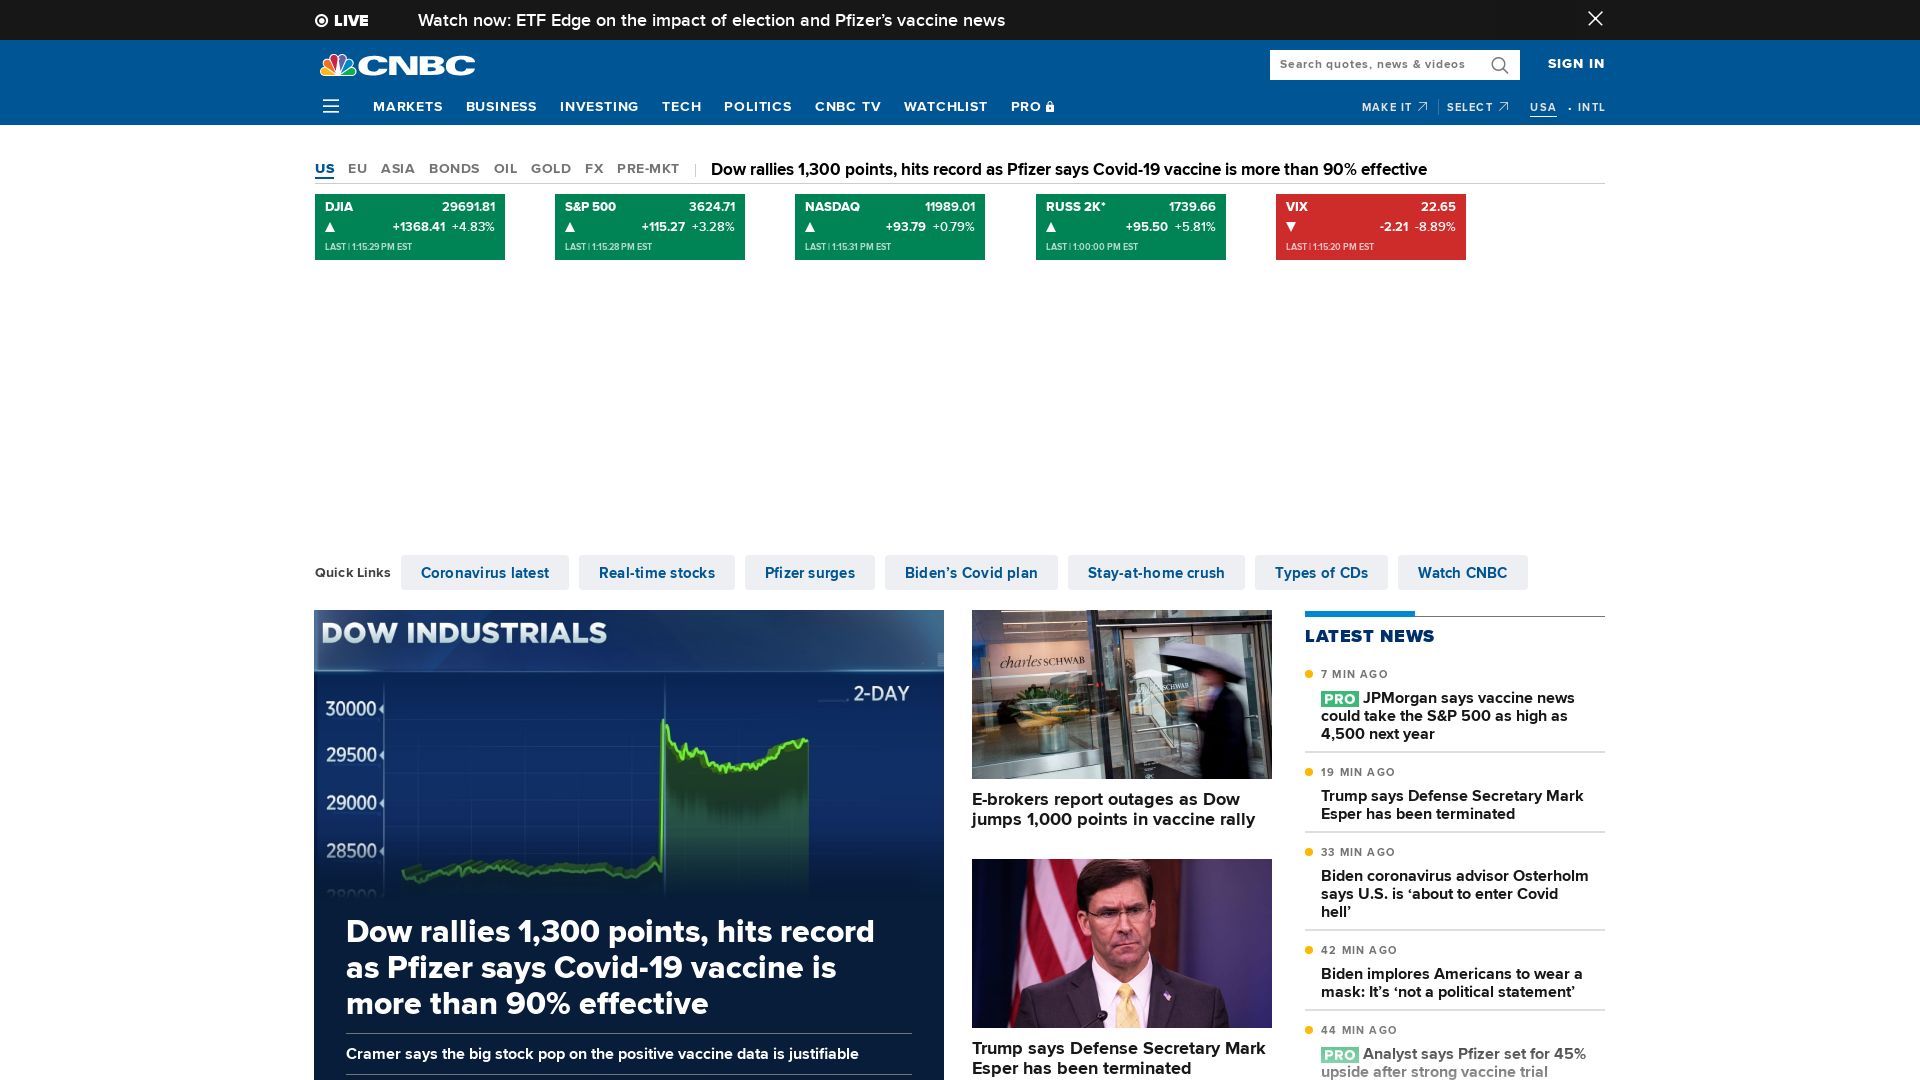 LIVE
Watch now: ETF Edge on the impact of election and Pfizer’s vaccine news
CNBC
Search quotes, news & videos
SIGN IN
MARKETS BUSINESS INVESTING TECH POLITICS CNBC TV WATCHLIST PRO
MAKE IT SELECT USA • INTL
US EU ASIA BONDS OIL GOLD FX PRE-MKT
Dow rallies 1,300 points, hits record as Pfizer says Covid-19 vaccine is more than 90% effective
DJIA 29691.81
+1368.41 +4.83%
LAST | 1:15:29 PM EST
S&P 500 3624.71
+115.27 +3.28%
LAST | 1:15:28 PM EST
NASDAQ 11989.01
+93.79 +0.79%
LAST | 1:15:31 PM EST
RUSS 2K* 1739.66
+95.50 +5.81%
LAST | 1:00:00 PM EST
VIX 22.65
-2.21 -8.89%
LAST | 1:15:20 PM EST
Quick Links
Coronavirus latest
Real-time stocks
Pfizer surges
Biden’s Covid plan
Stay-at-home crush
Types of CDs
Watch CNBC
DOW INDUSTRIALS
2-DAY
30000
29500
29000
28500
28000
Dow rallies 1,300 points, hits record
as Pfizer says Covid-19 vaccine is
more than 90% effective
Cramer says the big stock pop on the positive vaccine data is justifiable
charles SCHWAB
E-brokers report outages as Dow
jumps 1,000 points in vaccine rally
Trump says Defense Secretary Mark
Esper has been terminated
LATEST NEWS
7 MIN AGO
PRO JPMorgan says vaccine news
could take the S&P 500 as high as
4,500 next year
19 MIN AGO
Trump says Defense Secretary Mark
Esper has been terminated
33 MIN AGO
Biden coronavirus advisor Osterholm
says U.S. is ‘about to enter Covid
hell’
42 MIN AGO
Biden implores Americans to wear a
mask: It’s ‘not a political statement’
44 MIN AGO
PRO Analyst says Pfizer set for 45%
upside after strong vaccine trial